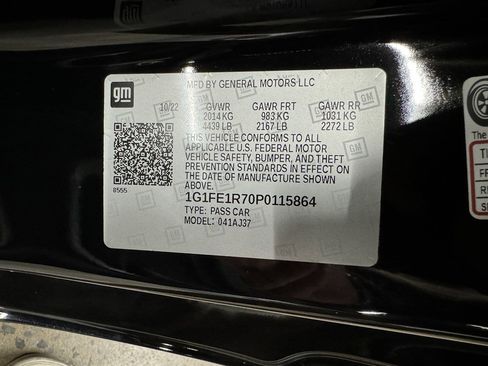 gm
MFD BY GENERAL MOTORS LLC
10/22 GVWR GAWR FRT GAWR RR
2014 KG 983 KG 1031 KG
4439 LB 2167 LB 2272 LB
THIS VEHICLE CONFORMS TO ALL
APPLICABLE U.S. FEDERAL MOTOR
VEHICLE SAFETY, BUMPER, AND THEFT
PREVENTION STANDARDS IN EFFECT ON THE
DATE OF MANUFACTURE SHOWN
ABOVE.
8555
1G1FE1R70P0115864
TYPE: PASS CAR
MODEL: 041AJ37
The